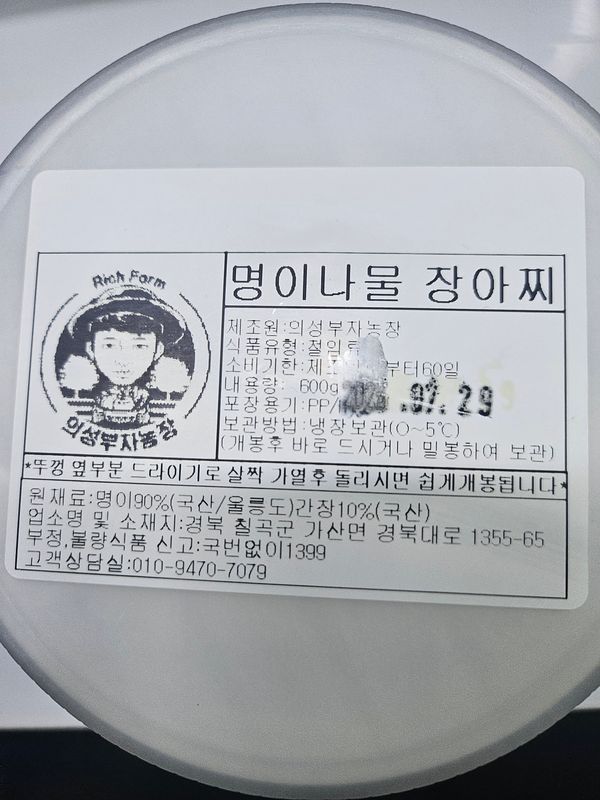 Rich Farm
의성부자농장
명이나물 장아찌
제조원:의성부자농장
식품유형:절임류
소비기한:제조 부터60일
내용량: 600g
포장용기:PP/
.07.29
보관방법:냉장보관(0~5℃)
(개봉후 바로 드시거나 밀봉하여 보관)
*뚜껑 옆부분 드라이기로 살짝 가열후 돌리시면 쉽게개봉됩니다*
원재료:명이90%(국산/울릉도)간장10%(국산)
업소명 및 소재지:경북 칠곡군 가산면 경북대로 1355-65
부정,불량식품 신고:국번없이1399
고객상담실:010-9470-7079